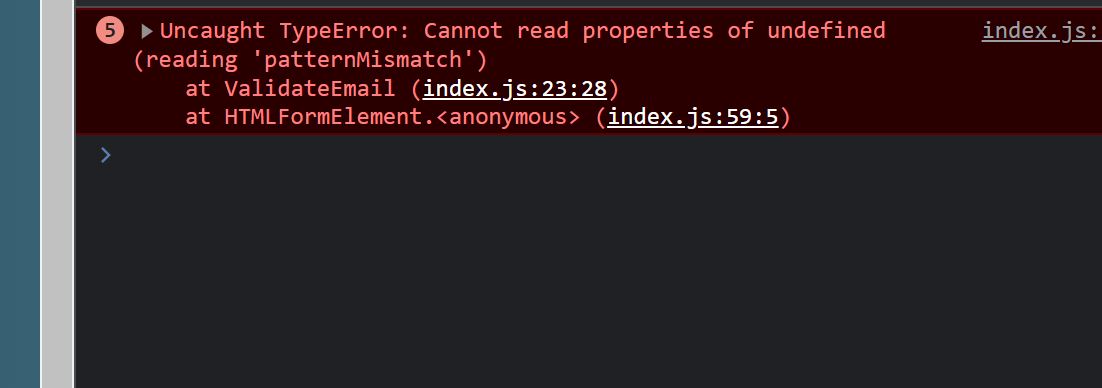 5 ▶Uncaught TypeError: Cannot read properties of undefined index.js:
(reading 'patternMismatch')
at ValidateEmail (index.js:23:28)
at HTMLFormElement.<anonymous> (index.js:59:5)
>